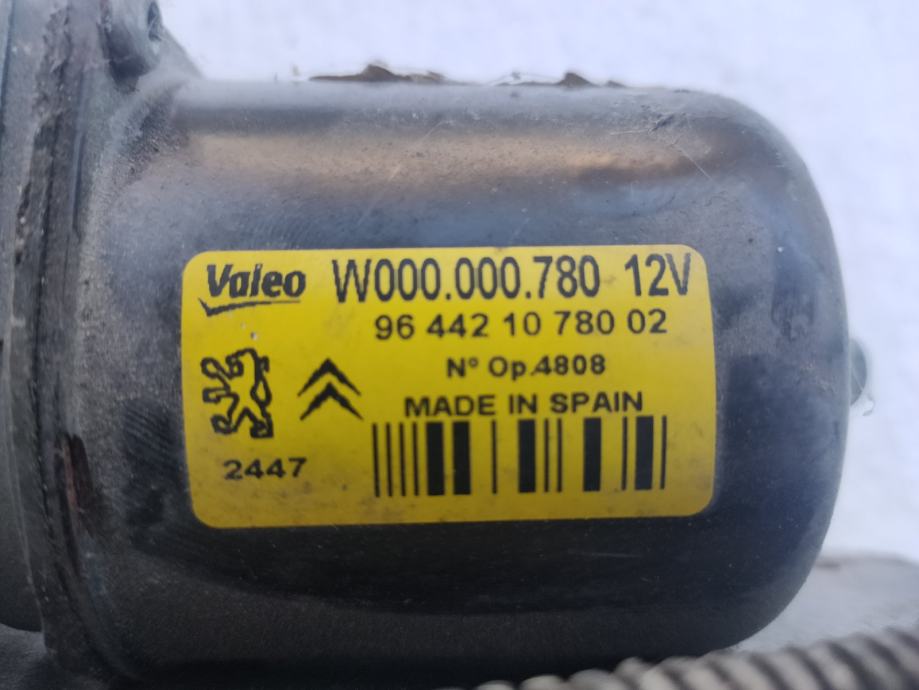 Valeo W000.000.780 12V
96 442 10 780 02
N° Op.4808
MADE IN SPAIN
2447